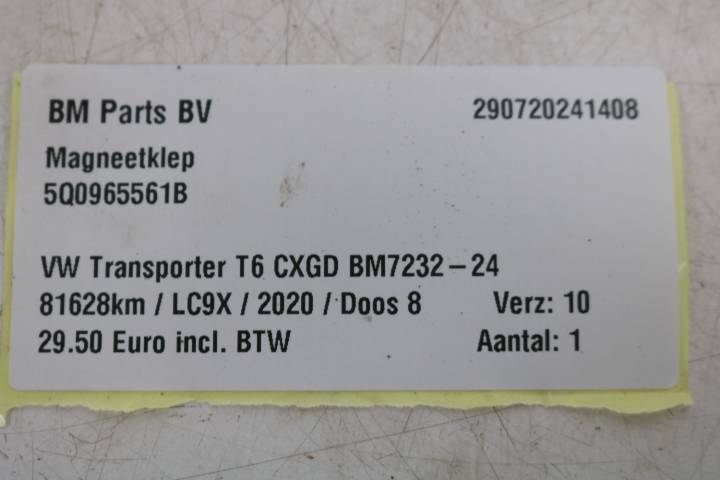 BM Parts BV 290720241408
Magneetklep
5Q0965561B
VW Transporter T6 CXGD BM7232-24
81628km / LC9X / 2020 / Doos 8 Verz: 10
29.50 Euro incl. BTW Aantal: 1